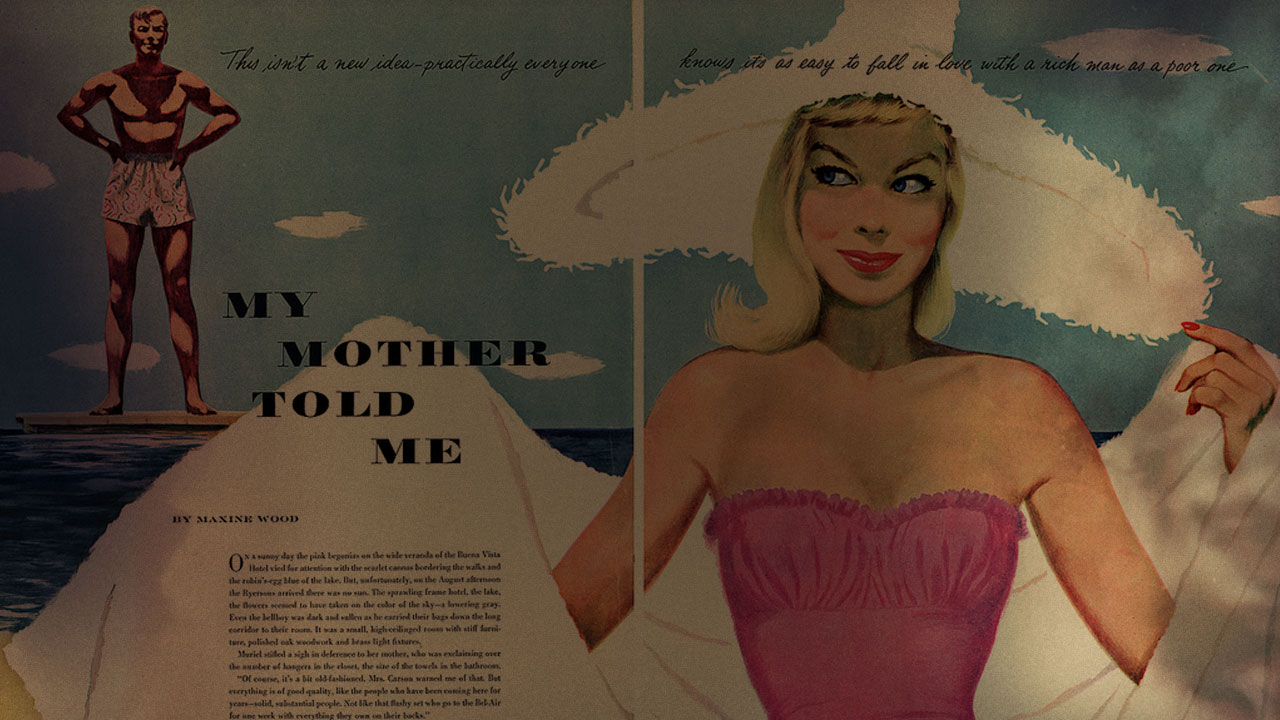 This isn't a new idea—practically everyone knows it's as easy to fall in love with a rich man as a poor one—
MY
MOTHER
TOLD
ME
BY MAXINE WOOD
ON a sunny day the pink begonias on the wide veranda of the Buena Vista
Hotel vied for attention with the scarlet cannas bordering the walks and
the robin's-egg blue of the lake. But, unfortunately, on the August afternoon
the Ryersons arrived there was no sun. The sprawling frame hotel, the lake,
the flowers seemed to have taken on the color of the sky—a lowering gray.
Even the bellboy was dark and sullen as he carried their bags down the long
corridor to their room. It was a small, high-ceilinged room with stiff furni-
ture, polished oak woodwork and brass light fixtures.
Muriel stifled a sigh in deference to her mother, who was exclaiming over
the number of hangers in the closet, the size of the towels in the bathroom.
"Of course, it's a bit old-fashioned. Mrs. Carson warned me of that. But
everything is of good quality, like the people who have been coming here for
years—solid, substantial people. Not like that flashy set who go to the Bel-Air
for one week with everything they own on their backs."